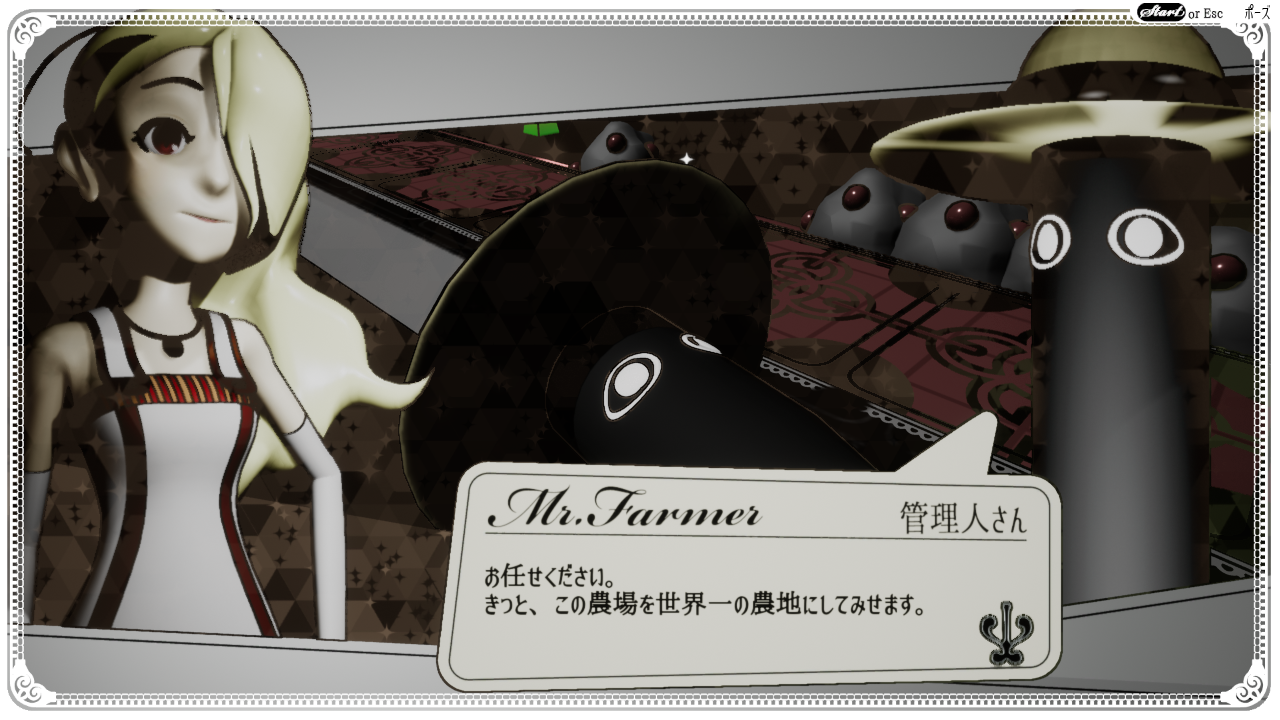 Start or Esc ポーズ
Mr.Farmer 管理人さん
お任せください。
きっと、この農場を世界一の農地にしてみせます。